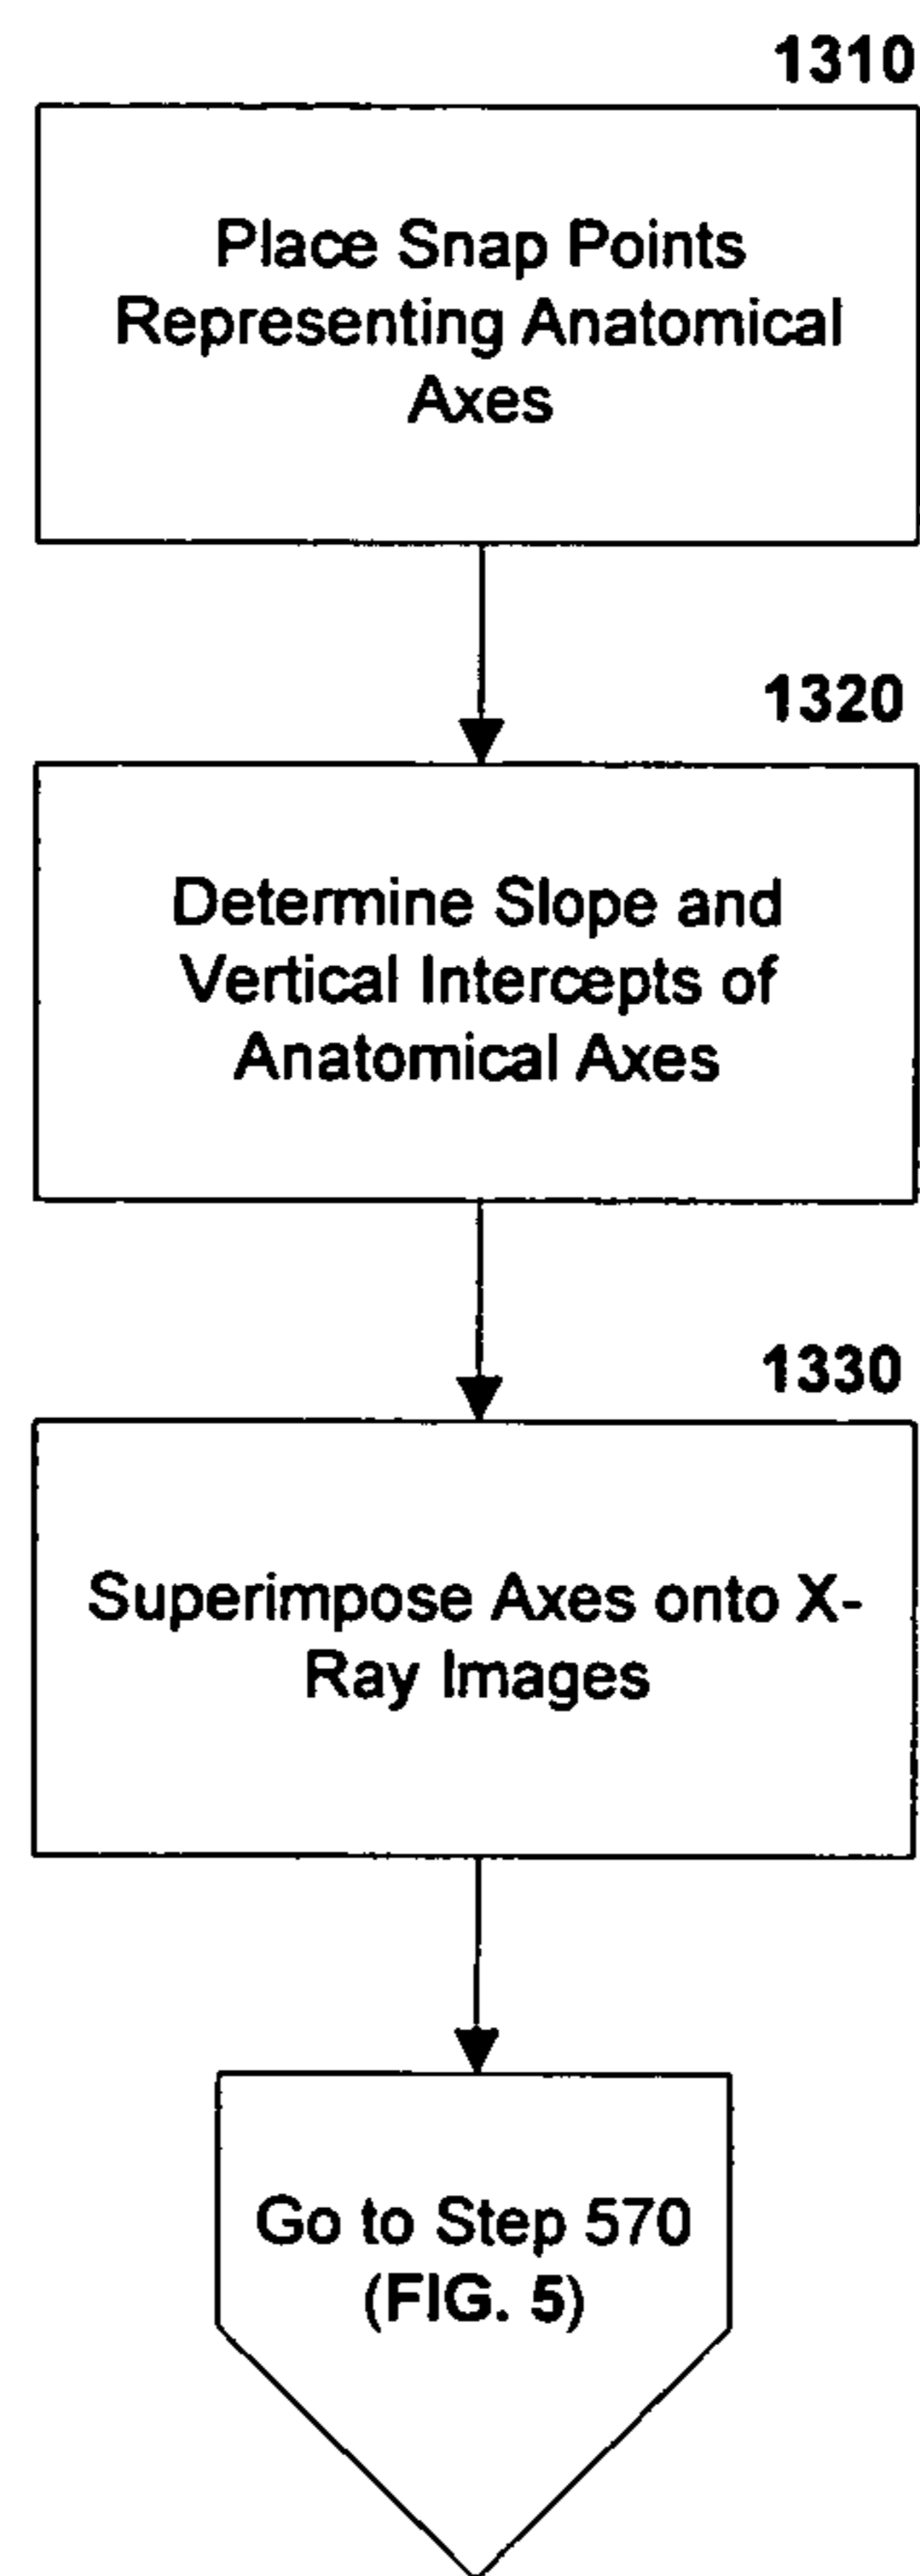 1310
Place Snap Points
Representing Anatomical
Axes
1320
Determine Slope and
Vertical Intercepts of
Anatomical Axes
1330
Superimpose Axes onto X-
Ray Images
Go to Step 570
(FIG. 5)